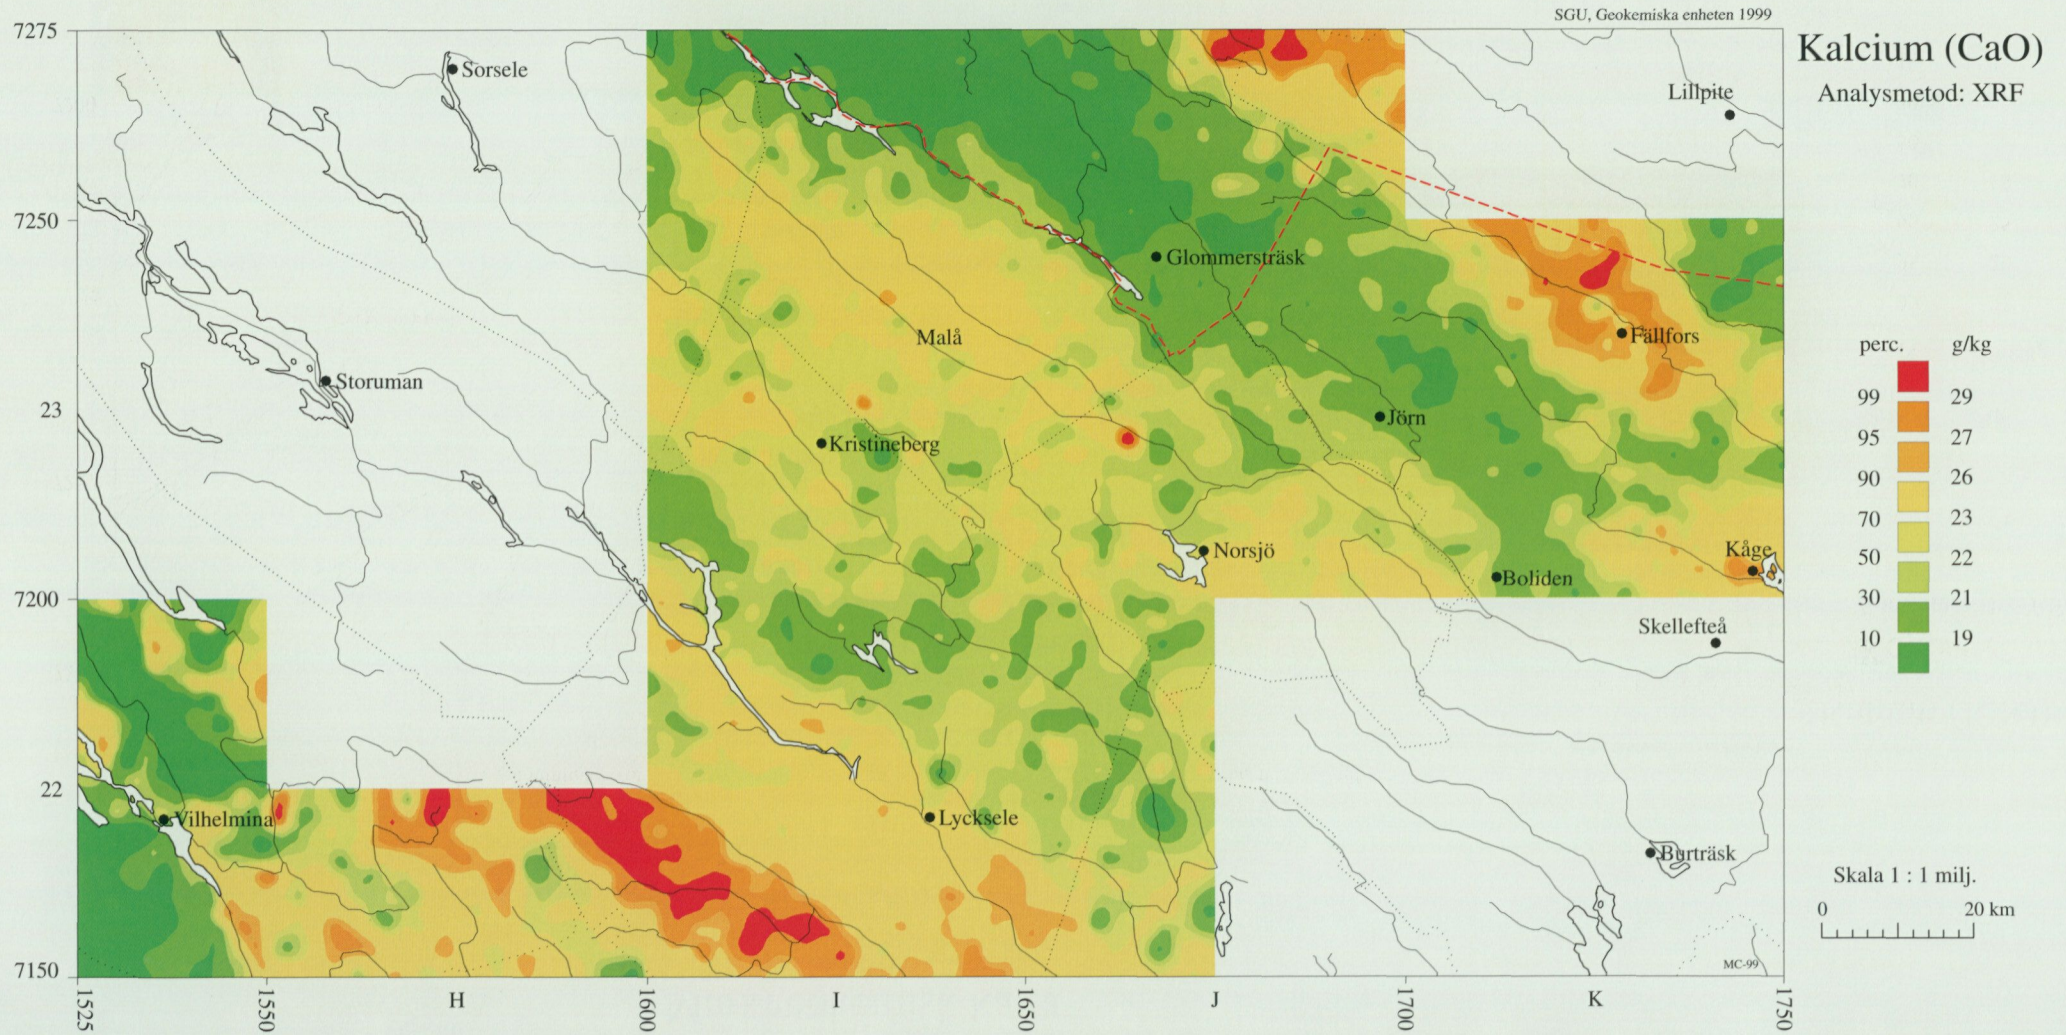 SGU, Geokemiska enheten 1999
Kalcium (CaO)
Analysmetod: XRF
7275
7250
23
7200
22
7150
Sorsele
Lillpite
Glommersträsk
Malå
Fällfors
Storuman
Jörn
Kristineberg
Norsjö
Kåge
Boliden
Skellefteå
Vilhelmina
Lycksele
Burträsk
perc. g/kg
99 29
95 27
90 26
70 23
50 22
30 21
10 19
Skala 1 : 1 milj.
0 20 km
MC-99
1525 1550 H 1600 I 1650 J 1700 K 1750